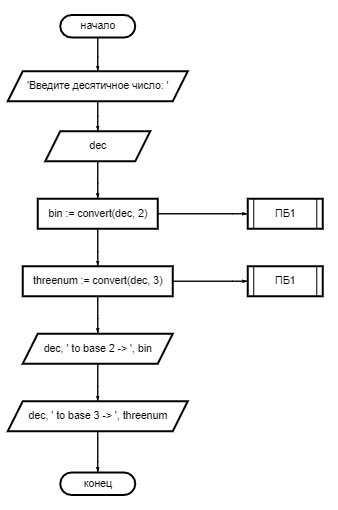 начало
'Введите десятичное число: '
dec
bin := convert(dec, 2)
ПБ1
threenum := convert(dec, 3)
ПБ1
dec, ' to base 2 -> ', bin
dec, ' to base 3 -> ', threenum
конец